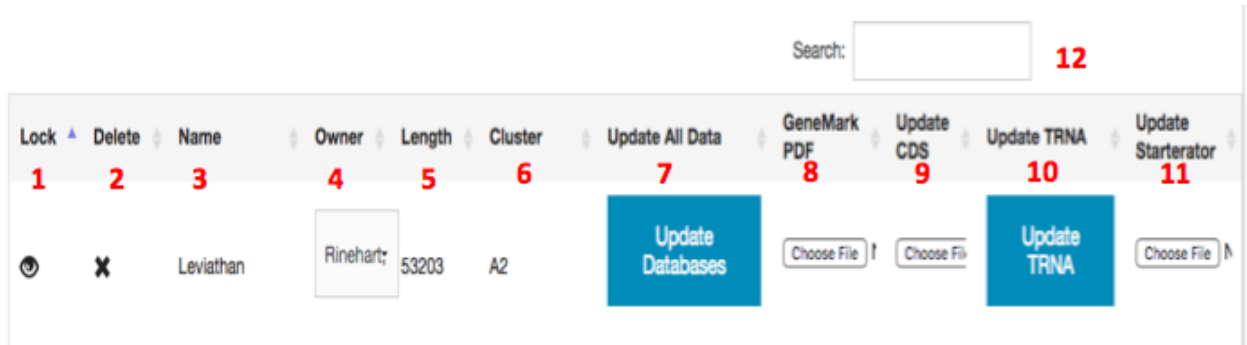 Search: 12
Lock Delete Name Owner Length Cluster Update All Data GeneMark PDF Update CDS Update TRNA Update Starterator
1 2 3 4 5 6 7 8 9 10 11
Leviathan Rinehart 53203 A2 Update Databases Choose File Choose Update TRNA Choose File N